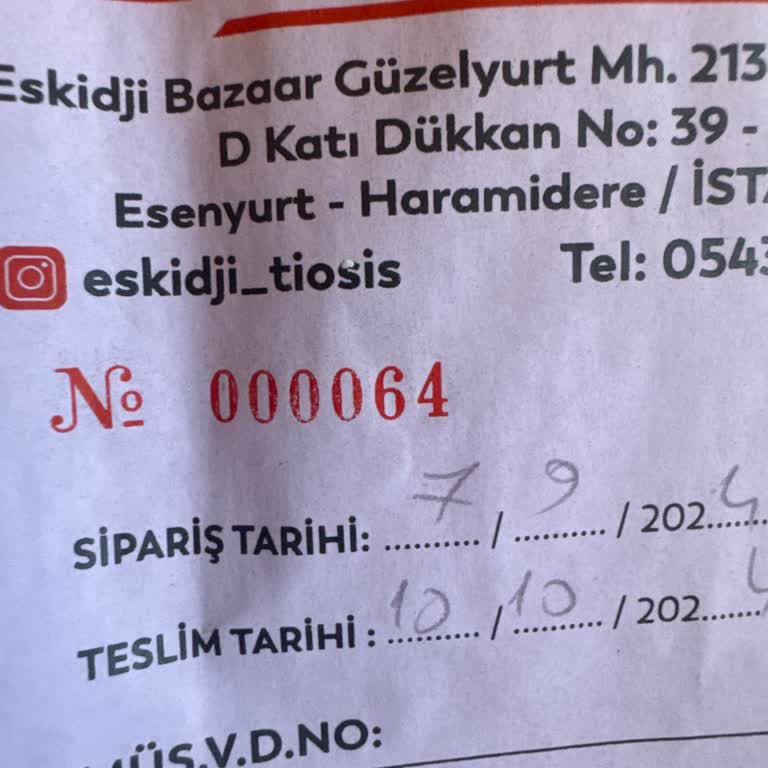 Eskidji Bazaar Güzelyurt Mh. 213
D Katı Dükkan No: 39 -
Esenyurt - Haramidere / İST
eskidji_tiosis Tel: 0543
№ 000064
SİPARİŞ TARİHİ: 7 / 9 / 2024
TESLİM TARİHİ : 10 / 10 / 2024
MÜŞ.V.D.NO: